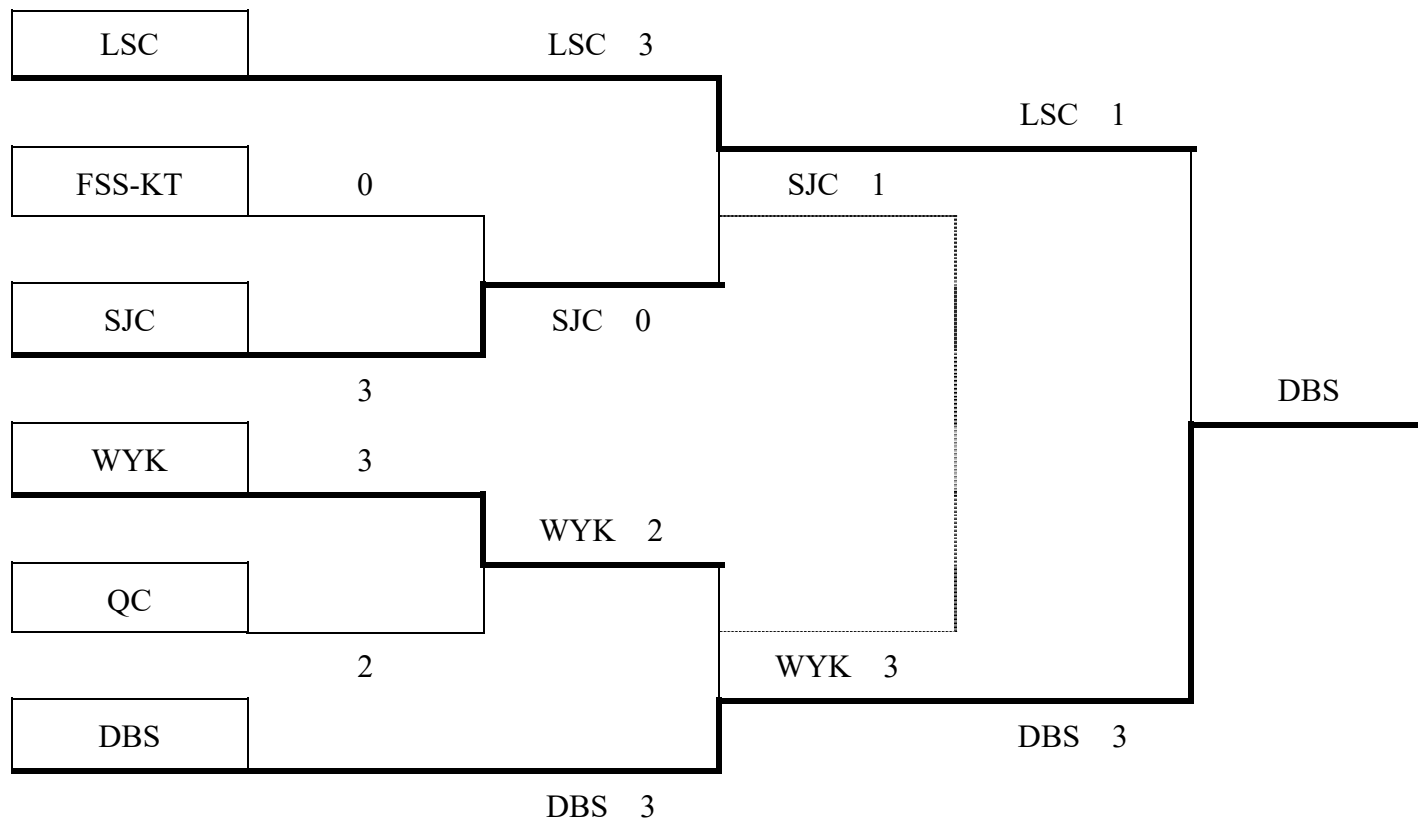 LSC
LSC 3
LSC 1
FSS-KT 0
SJC 1
SJC
SJC 0
3
DBS
WYK 3
WYK 2
QC
2
WYK 3
DBS
DBS 3
DBS 3